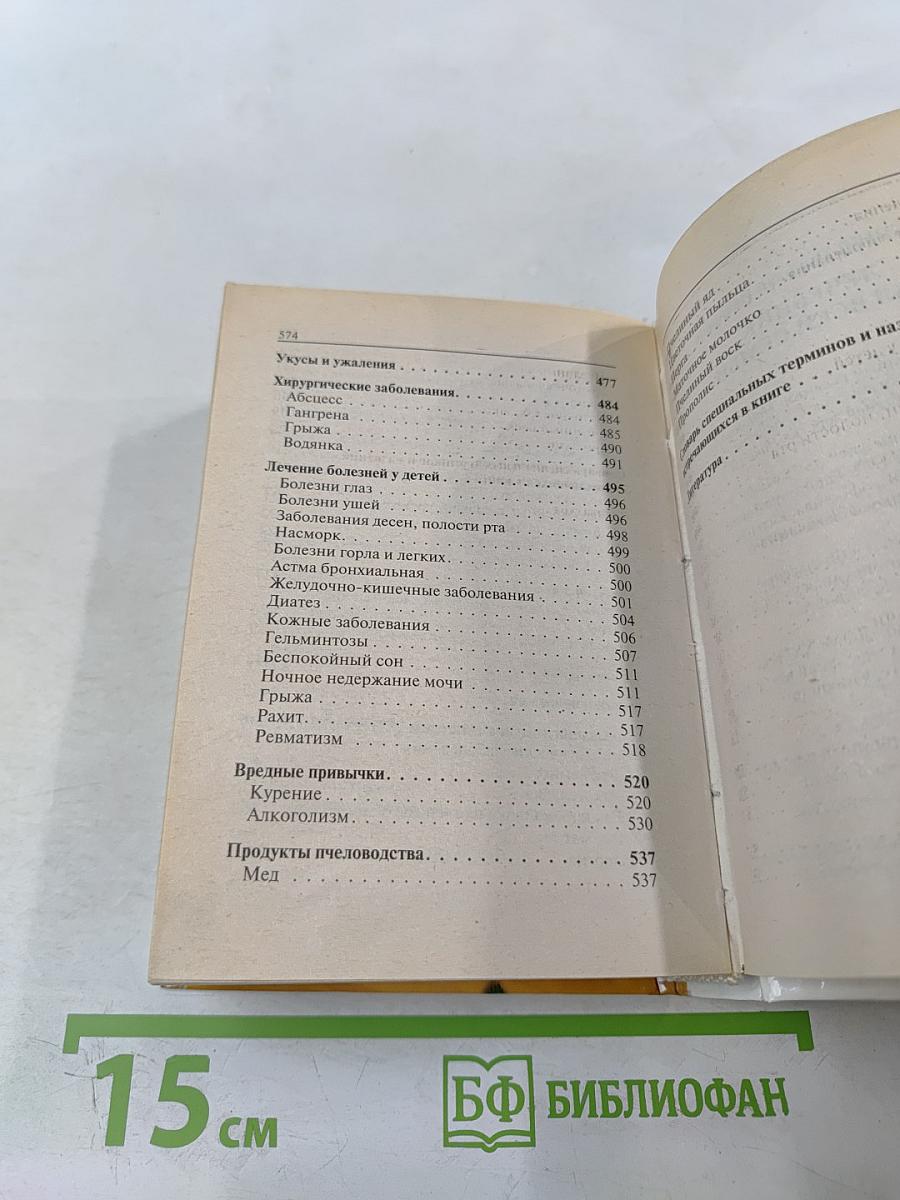 574
Укусы и ужаления . . . . . . . . . . . . . . . . . 477
Хирургические заболевания. . . . . . . . . . . . 484
Абсцесс . . . . . . . . . . . . . . . . . . . . 484
Гангрена . . . . . . . . . . . . . . . . . . . . 485
Грыжа . . . . . . . . . . . . . . . . . . . . . 490
Водянка . . . . . . . . . . . . . . . . . . . . 491
Лечение болезней у детей . . . . . . . . . . . . . 495
Болезни глаз . . . . . . . . . . . . . . . . . . 496
Болезни ушей . . . . . . . . . . . . . . . . . . 496
Заболевания десен, полости рта . . . . . . . . . 498
Насморк. . . . . . . . . . . . . . . . . . . . . 499
Болезни горла и легких. . . . . . . . . . . . . . 500
Астма бронхиальная . . . . . . . . . . . . . . . 500
Желудочно-кишечные заболевания . . . . . . . . 501
Диатез . . . . . . . . . . . . . . . . . . . . . 504
Кожные заболевания . . . . . . . . . . . . . . . 506
Гельминтозы . . . . . . . . . . . . . . . . . . 507
Беспокойный сон . . . . . . . . . . . . . . . . 511
Ночное недержание мочи . . . . . . . . . . . . 511
Грыжа . . . . . . . . . . . . . . . . . . . . . 517
Рахит. . . . . . . . . . . . . . . . . . . . . . 517
Ревматизм . . . . . . . . . . . . . . . . . . . 518
Вредные привычки. . . . . . . . . . . . . . . . . 520
Курение . . . . . . . . . . . . . . . . . . . . 520
Алкоголизм. . . . . . . . . . . . . . . . . . . 530
Продукты пчеловодства. . . . . . . . . . . . . . . 537
Мед . . . . . . . . . . . . . . . . . . . . . . 537
Пчелиный яд . . . . . . . .
Цветочная пыльца . . . . . . . .
Перга . . . . . . . .
Маточное молочко . . . . . . . .
Пчелиный воск . . . . . . . .
Прополис . . . . . . . .
Словарь специальных терминов и наз
встречающихся в книге . . . . . . . .
Литература . . . . . . . .
15 см
БФ БИБЛИОФАН